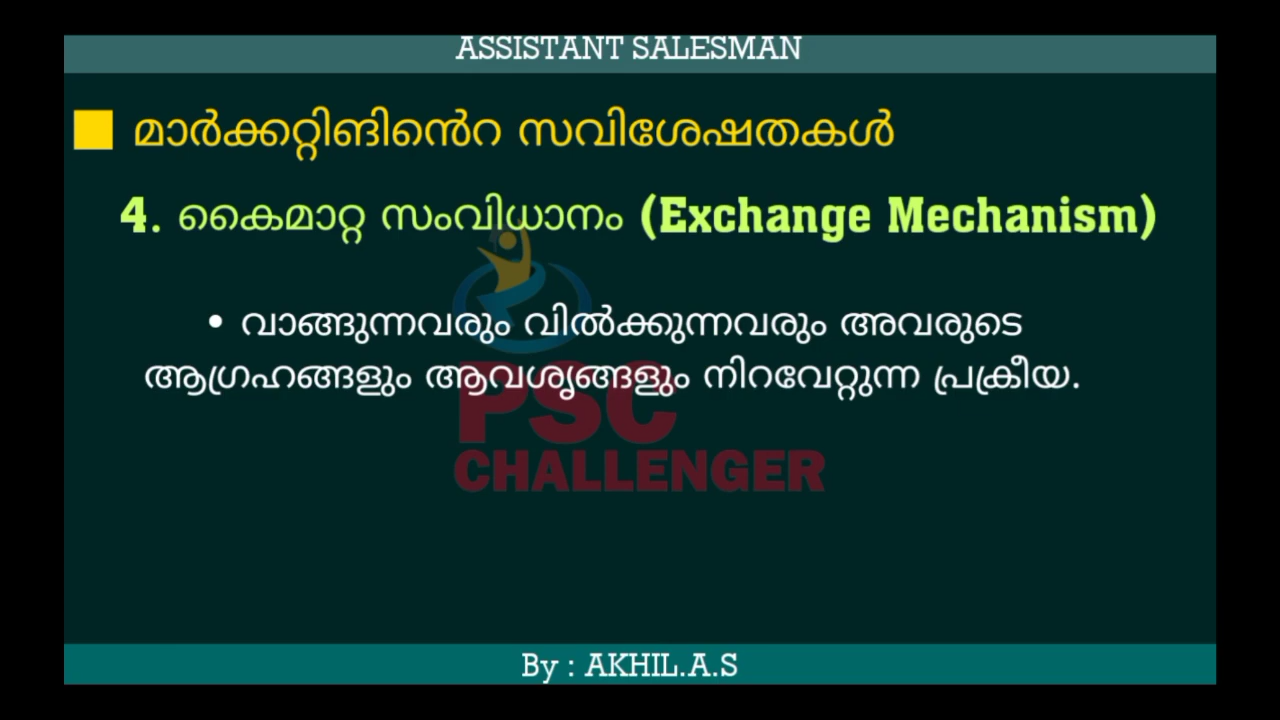 ASSISTANT SALESMAN
മാർക്കറ്റിങിൻെറ സവിശേഷതകൾ
4. കൈമാറ്റ സംവിധാനം (Exchange Mechanism)
• വാങ്ങുന്നവരും വിൽക്കുന്നവരും അവരുടെ
ആഗ്രഹങ്ങളും ആവശ്യങ്ങളും നിറവേറ്റുന്ന പ്രക്രീയ.
PSC
CHALLENGER
By : AKHIL.A.S